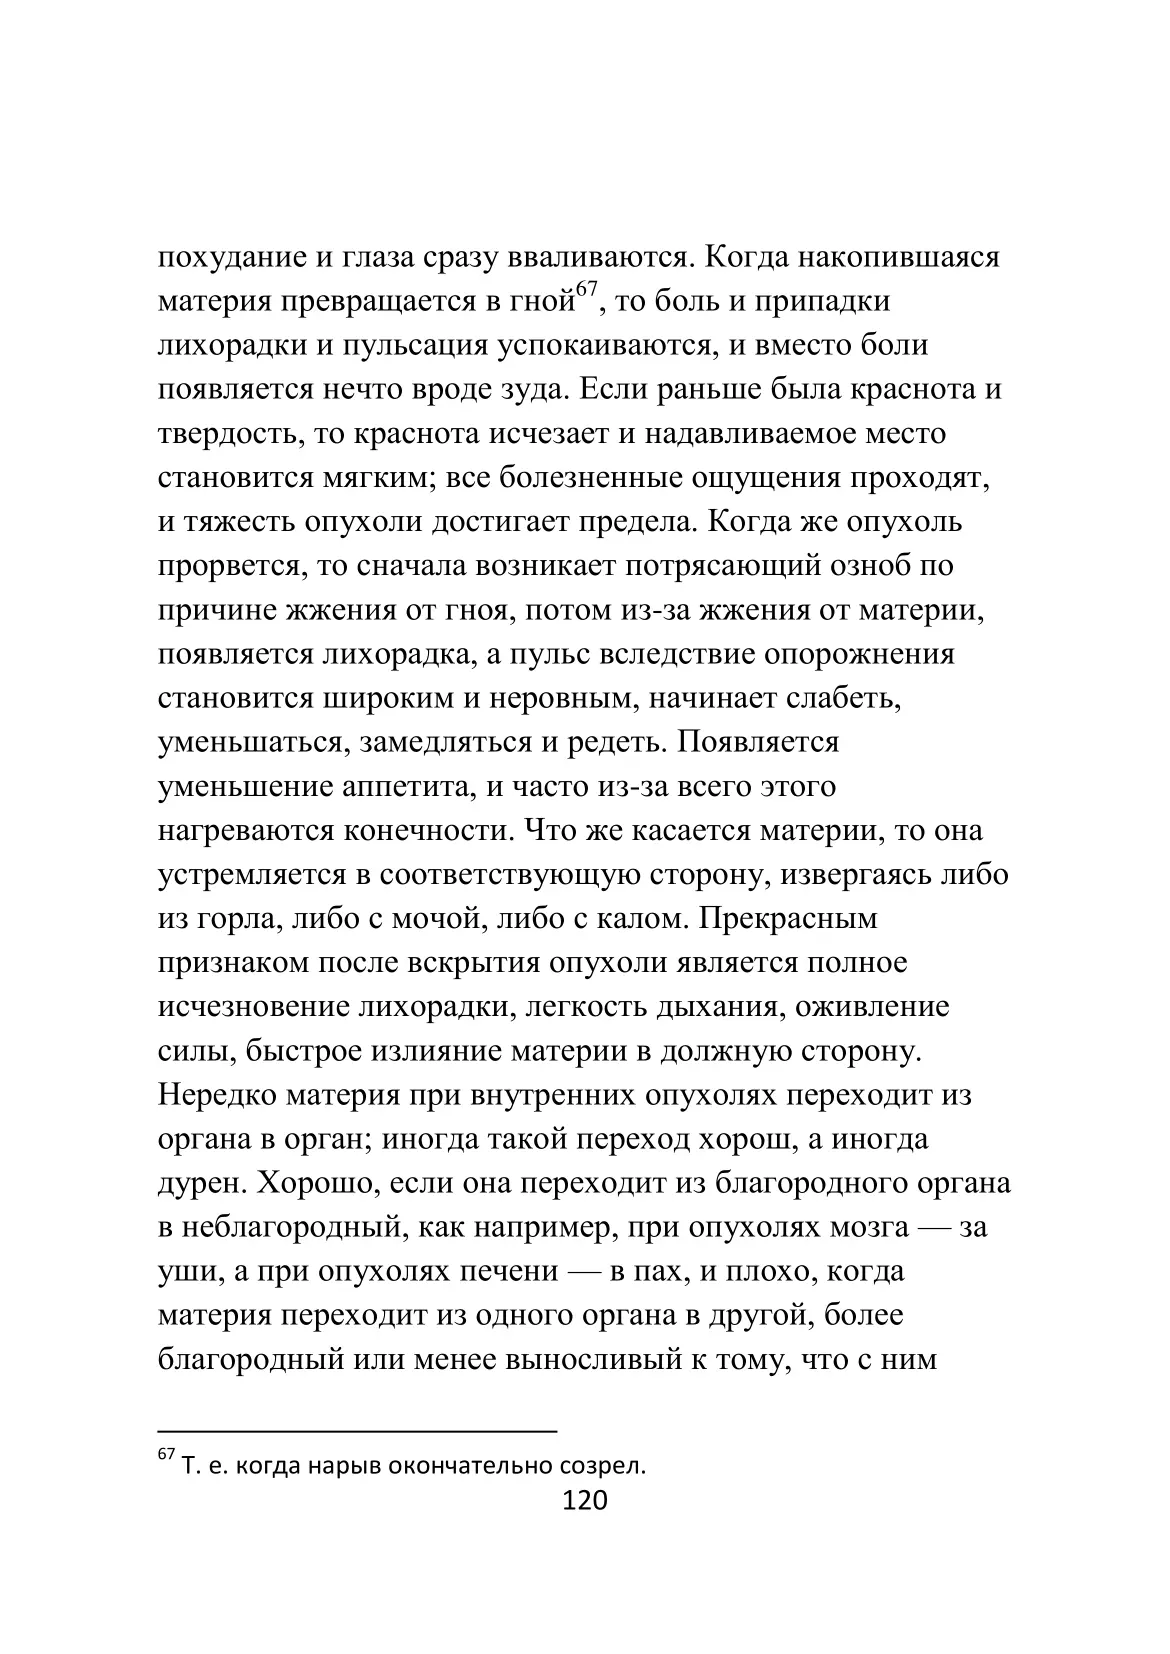 похудание и глаза сразу вваливаются. Когда накопившаяся
материя превращается в гной67, то боль и припадки
лихорадки и пульсация успокаиваются, и вместо боли
появляется нечто вроде зуда. Если раньше была краснота и
твердость, то краснота исчезает и надавливаемое место
становится мягким; все болезненные ощущения проходят,
и тяжесть опухоли достигает предела. Когда же опухоль
прорвется, то сначала возникает потрясающий озноб по
причине жжения от гноя, потом из-за жжения от материи,
появляется лихорадка, а пульс вследствие опорожнения
становится широким и неровным, начинает слабеть,
уменьшаться, замедляться и редеть. Появляется
уменьшение аппетита, и часто из-за всего этого
нагреваются конечности. Что же касается материи, то она
устремляется в соответствующую сторону, извергаясь либо
из горла, либо с мочой, либо с калом. Прекрасным
признаком после вскрытия опухоли является полное
исчезновение лихорадки, легкость дыхания, оживление
силы, быстрое излияние материи в должную сторону.
Нередко материя при внутренних опухолях переходит из
органа в орган; иногда такой переход хорош, а иногда
дурен. Хорошо, если она переходит из благородного органа
в неблагородный, как например, при опухолях мозга — за
уши, а при опухолях печени — в пах, и плохо, когда
материя переходит из одного органа в другой, более
благородный или менее выносливый к тому, что с ним
67 Т. е. когда нарыв окончательно созрел.
120